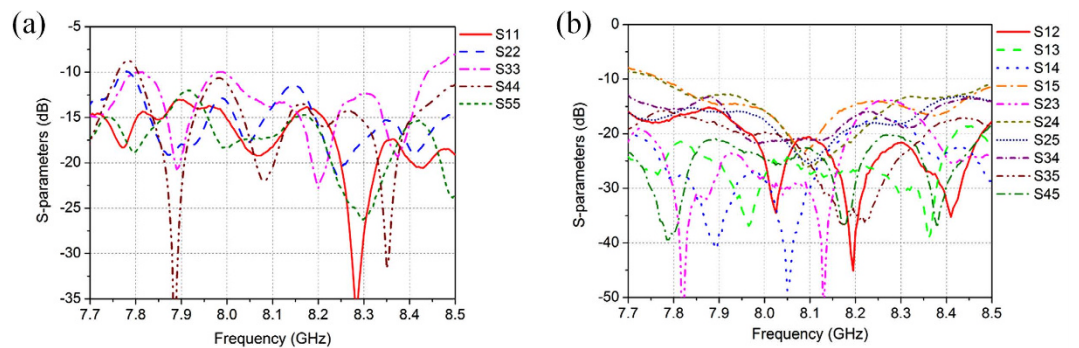 (a)
S-parameters (dB)
-5
-10
-15
-20
-25
-30
-35
7.7 7.8 7.9 8.0 8.1 8.2 8.3 8.4 8.5
Frequency (GHz)
S11
S22
S33
S44
S55
(b)
S-parameters (dB)
0
-10
-20
-30
-40
-50
7.7 7.8 7.9 8.0 8.1 8.2 8.3 8.4 8.5
Frequency (GHz)
S12
S13
S14
S15
S23
S24
S25
S34
S35
S45